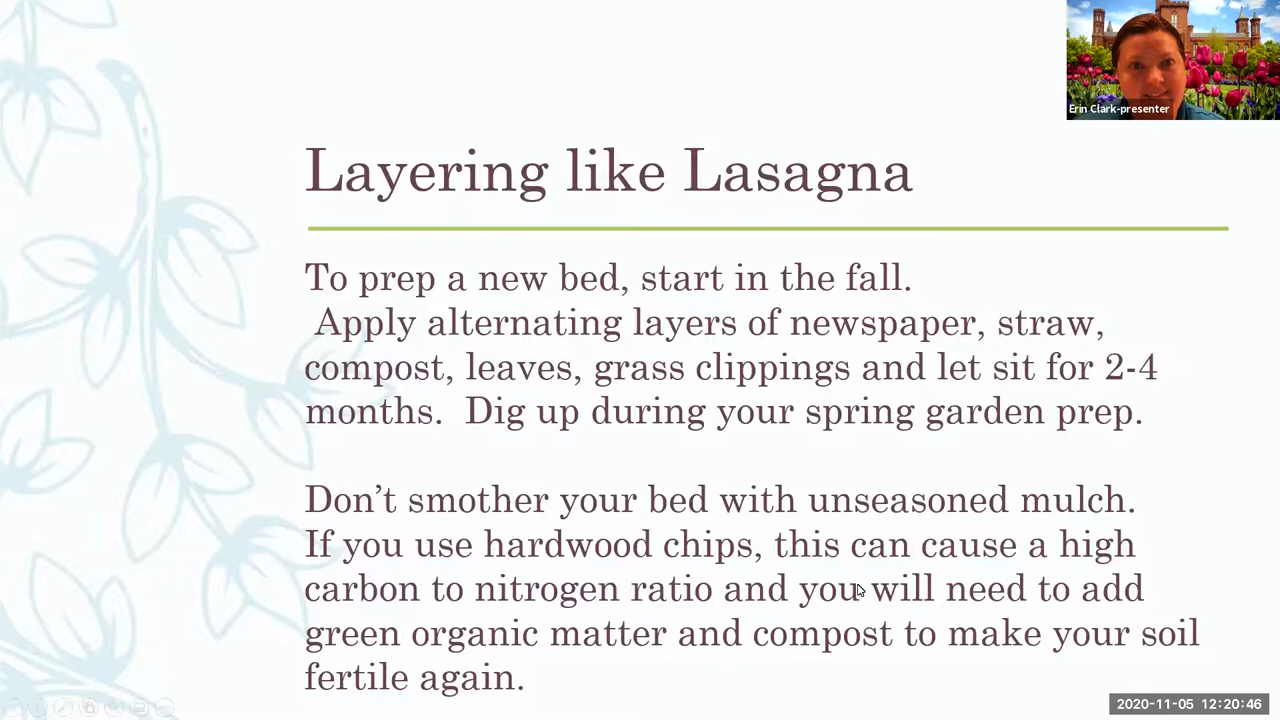 Erin Clark-presenter
Layering like Lasagna
To prep a new bed, start in the fall.
Apply alternating layers of newspaper, straw,
compost, leaves, grass clippings and let sit for 2-4
months.  Dig up during your spring garden prep.
Don’t smother your bed with unseasoned mulch.
If you use hardwood chips, this can cause a high
carbon to nitrogen ratio and you will need to add
green organic matter and compost to make your soil
fertile again.
2020-11-05 12:20:46